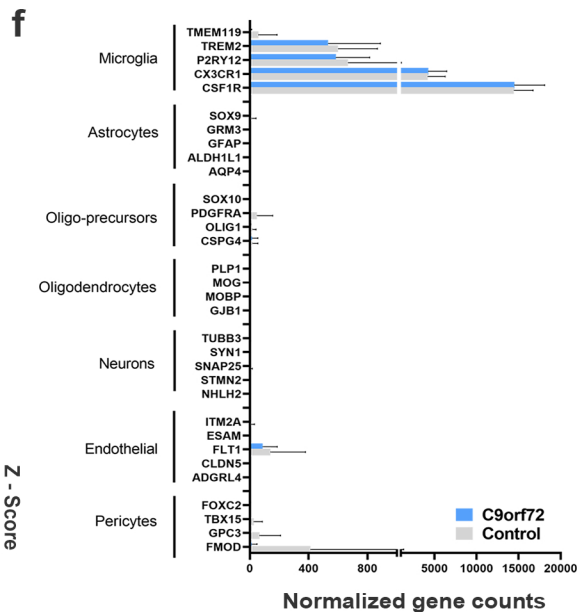 f
Microglia
TMEM119
TREM2
P2RY12
CX3CR1
CSF1R
Astrocytes
SOX9
GRM3
GFAP
ALDH1L1
AQP4
Oligo-precursors
SOX10
PDGFRA
OLIG1
CSPG4
Oligodendrocytes
PLP1
MOG
MOBP
GJB1
Neurons
TUBB3
SYN1
SNAP25
STMN2
NHLH2
Endothelial
ITM2A
ESAM
FLT1
CLDN5
ADGRL4
Pericytes
FOXC2
TBX15
GPC3
FMOD
Z - Score
C9orf72
Control
0 400 800 5000 10000 15000 20000
Normalized gene counts